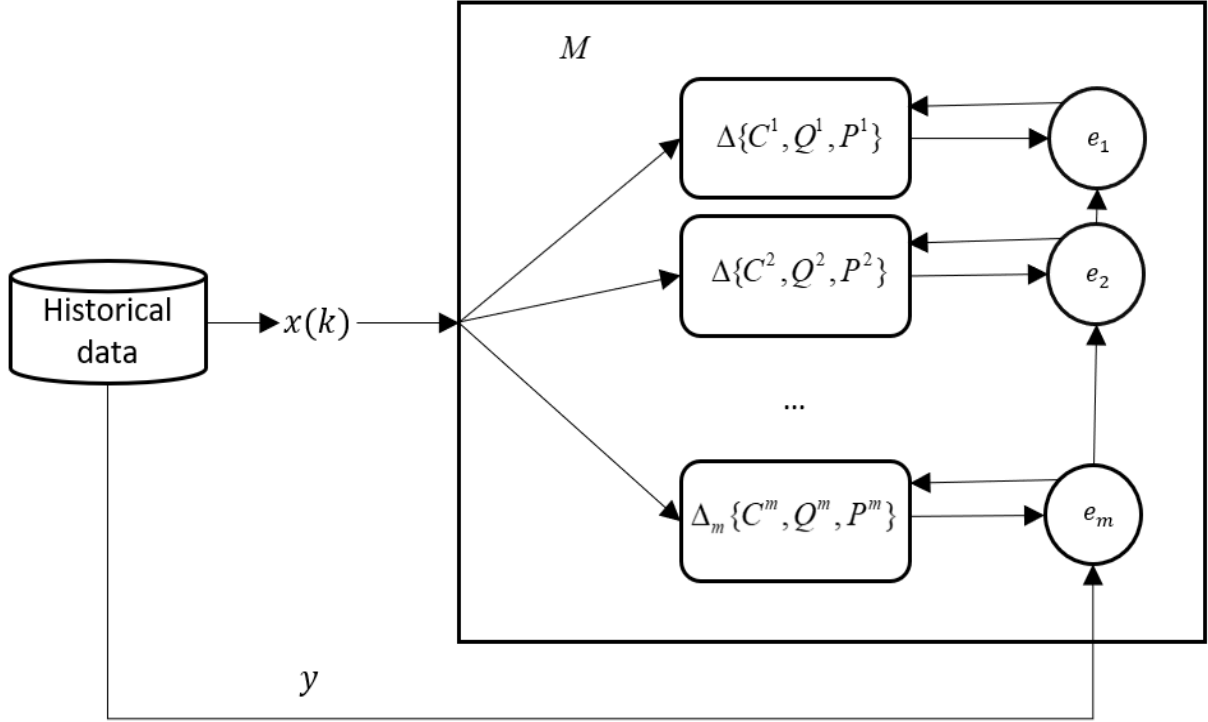 M
Δ{C¹,Q¹,P¹}
e₁
Δ{C²,Q²,P²}
e₂
Historical
data
x(k)
...
Δₘ{Cᵐ,Qᵐ,Pᵐ}
eₘ
y